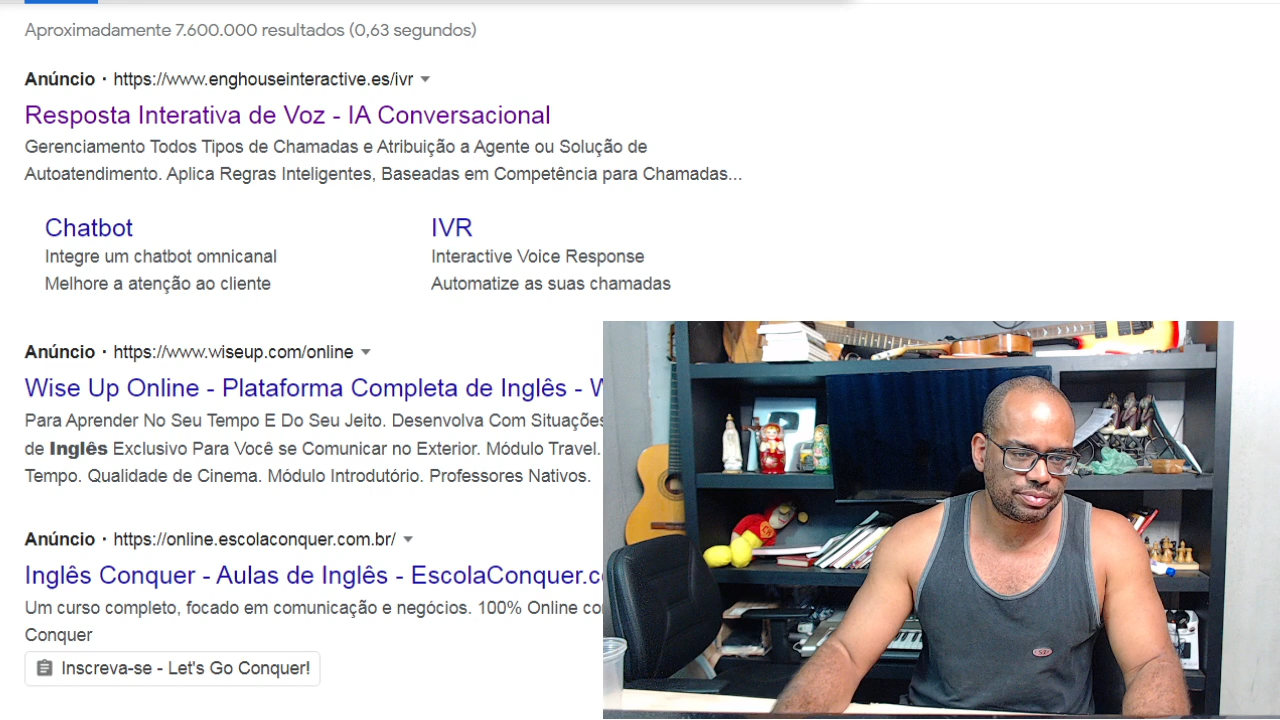 Aproximadamente 7.600.000 resultados (0,63 segundos)
Anúncio · https://www.enghouseinteractive.es/ivr
Resposta Interativa de Voz - IA Conversacional
Gerenciamento Todos Tipos de Chamadas e Atribuição a Agente ou Solução de
Autoatendimento. Aplica Regras Inteligentes, Baseadas em Competência para Chamadas...
Chatbot
Integre um chatbot omnicanal
Melhore a atenção ao cliente
IVR
Interactive Voice Response
Automatize as suas chamadas
Anúncio · https://www.wiseup.com/online
Wise Up Online - Plataforma Completa de Inglês - W
Para Aprender No Seu Tempo E Do Seu Jeito. Desenvolva Com Situações
de Inglês Exclusivo Para Você se Comunicar no Exterior. Módulo Travel.
Tempo. Qualidade de Cinema. Módulo Introdutório. Professores Nativos.
Anúncio · https://online.escolaconquer.com.br/
Inglês Conquer - Aulas de Inglês - EscolaConquer.c
Um curso completo, focado em comunicação e negócios. 100% Online co
Conquer
Inscreva-se - Let's Go Conquer!